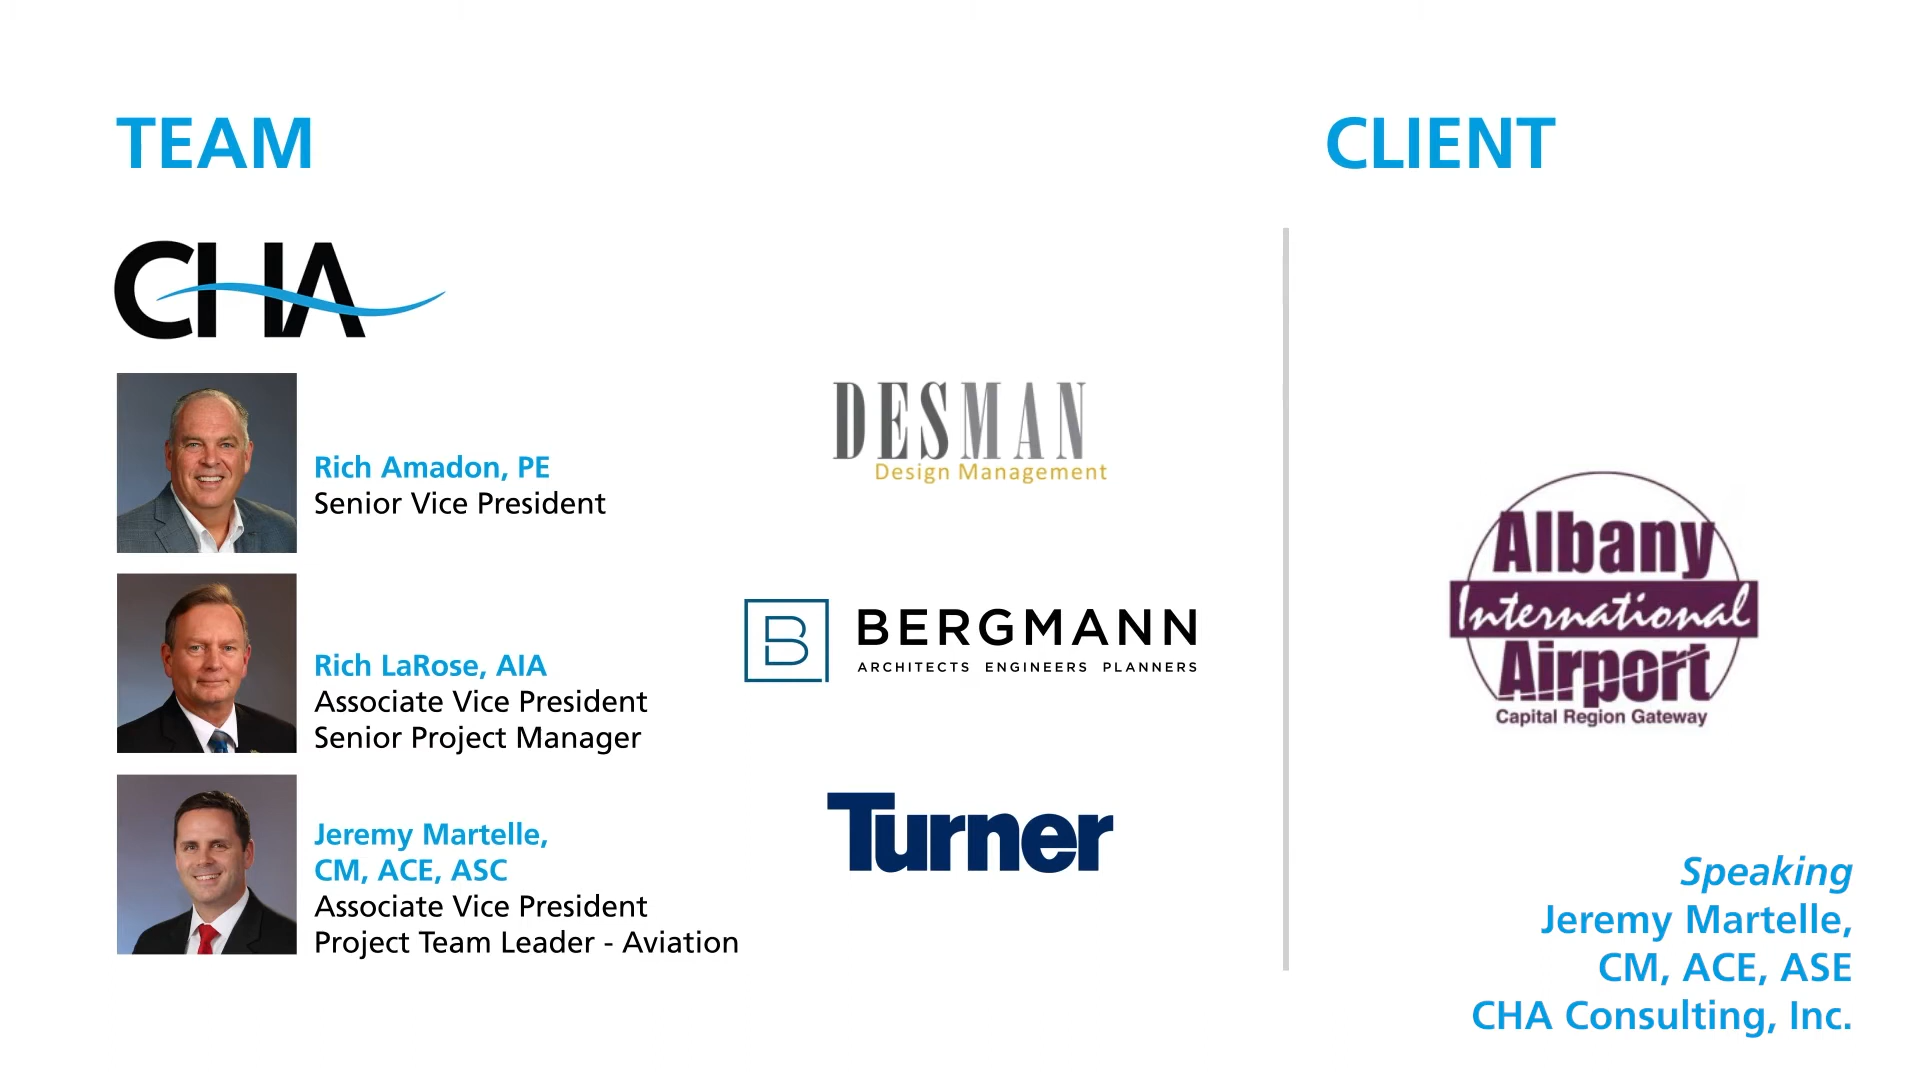 TEAM
CHA
Rich Amadon, PE
Senior Vice President
Rich LaRose, AIA
Associate Vice President
Senior Project Manager
Jeremy Martelle,
CM, ACE, ASC
Associate Vice President
Project Team Leader - Aviation
DESMAN
Design Management
B
BERGMANN
ARCHITECTS ENGINEERS PLANNERS
Turner
CLIENT
Albany
International
Airport
Capital Region Gateway
Speaking
Jeremy Martelle,
CM, ACE, ASE
CHA Consulting, Inc.